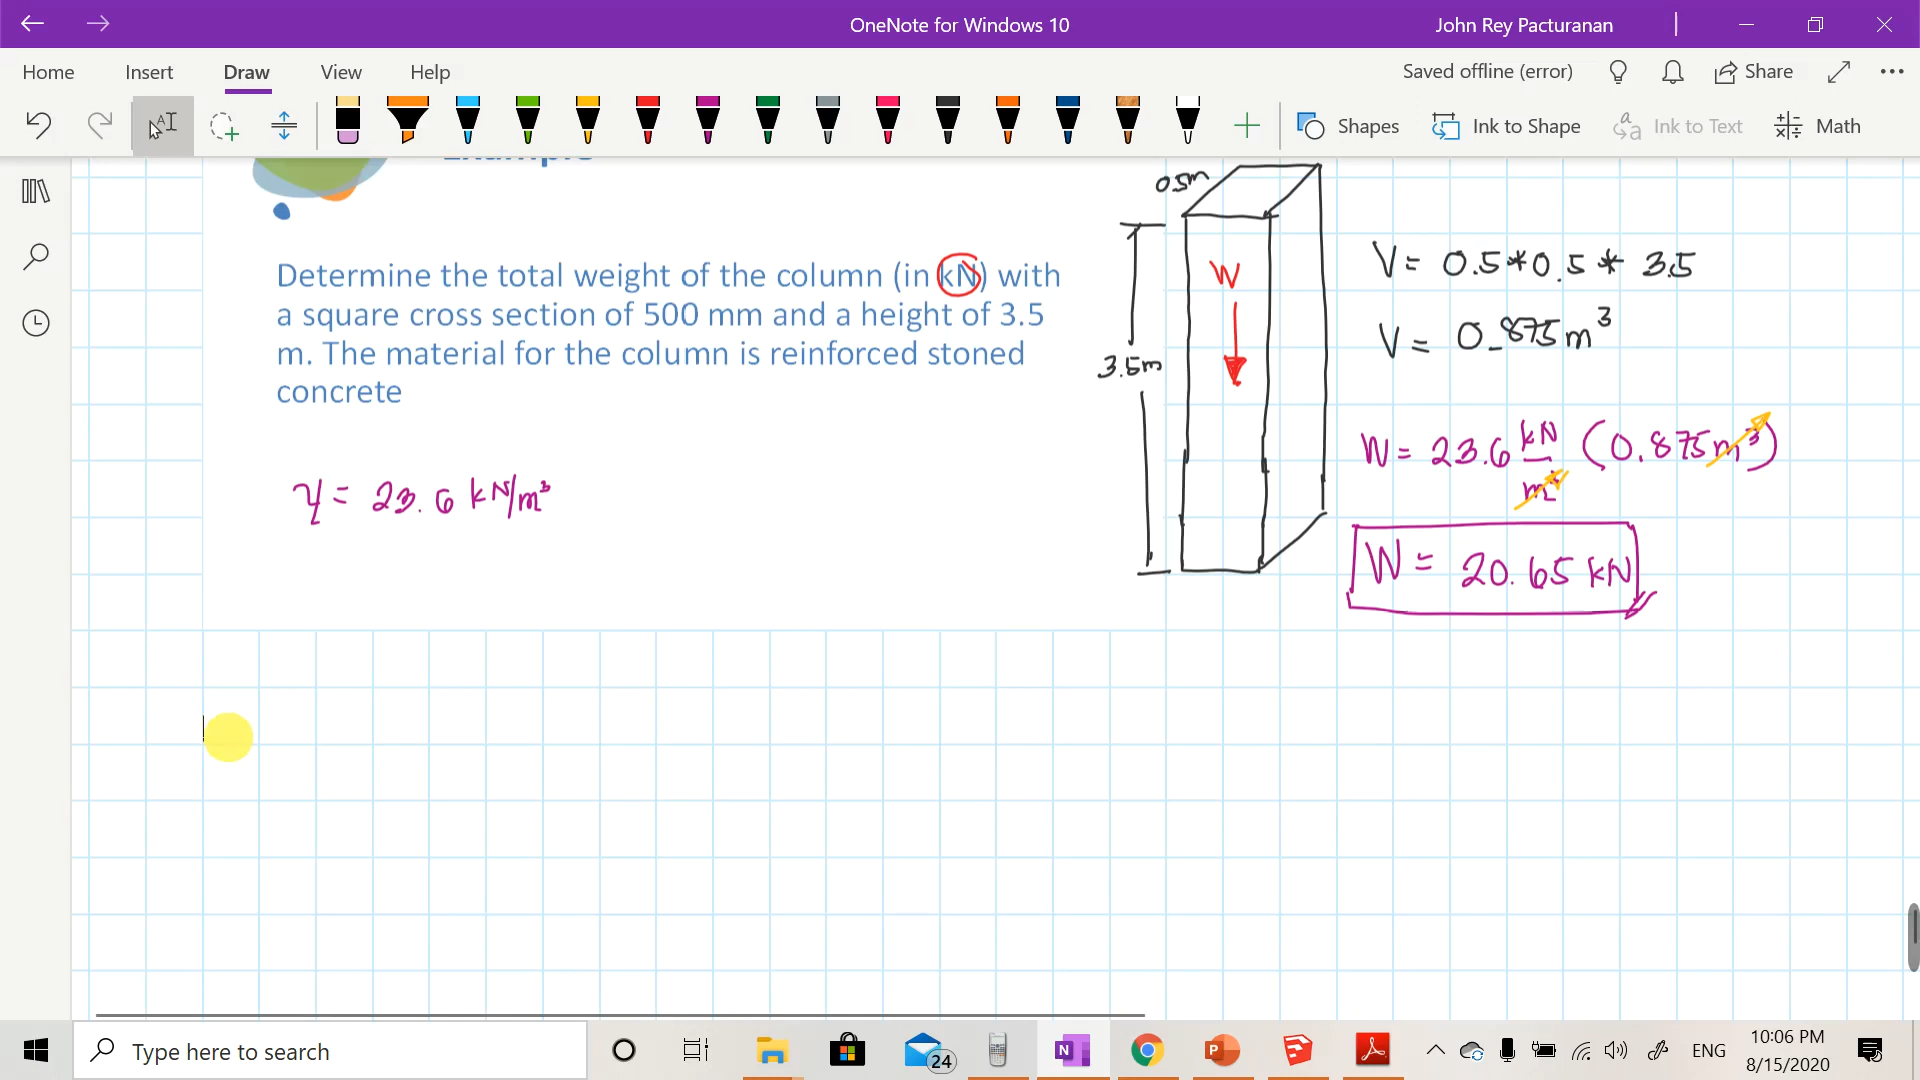 OneNote for Windows 10
John Rey Pacturanan
Home Insert Draw View Help
Saved offline (error)
Share
Shapes
Ink to Shape
Ink to Text
Math
Example
Determine the total weight of the column (in kN) with
a square cross section of 500 mm and a height of 3.5
m. The material for the column is reinforced stoned
concrete
γ = 23.6 kN/m³
0.5m
3.5m
W
V = 0.5*0.5*3.5
V = 0.875m³
W = 23.6 kN/m³ (0.875m³)
W = 20.65 kN
Type here to search
24
ENG
10:06 PM
8/15/2020